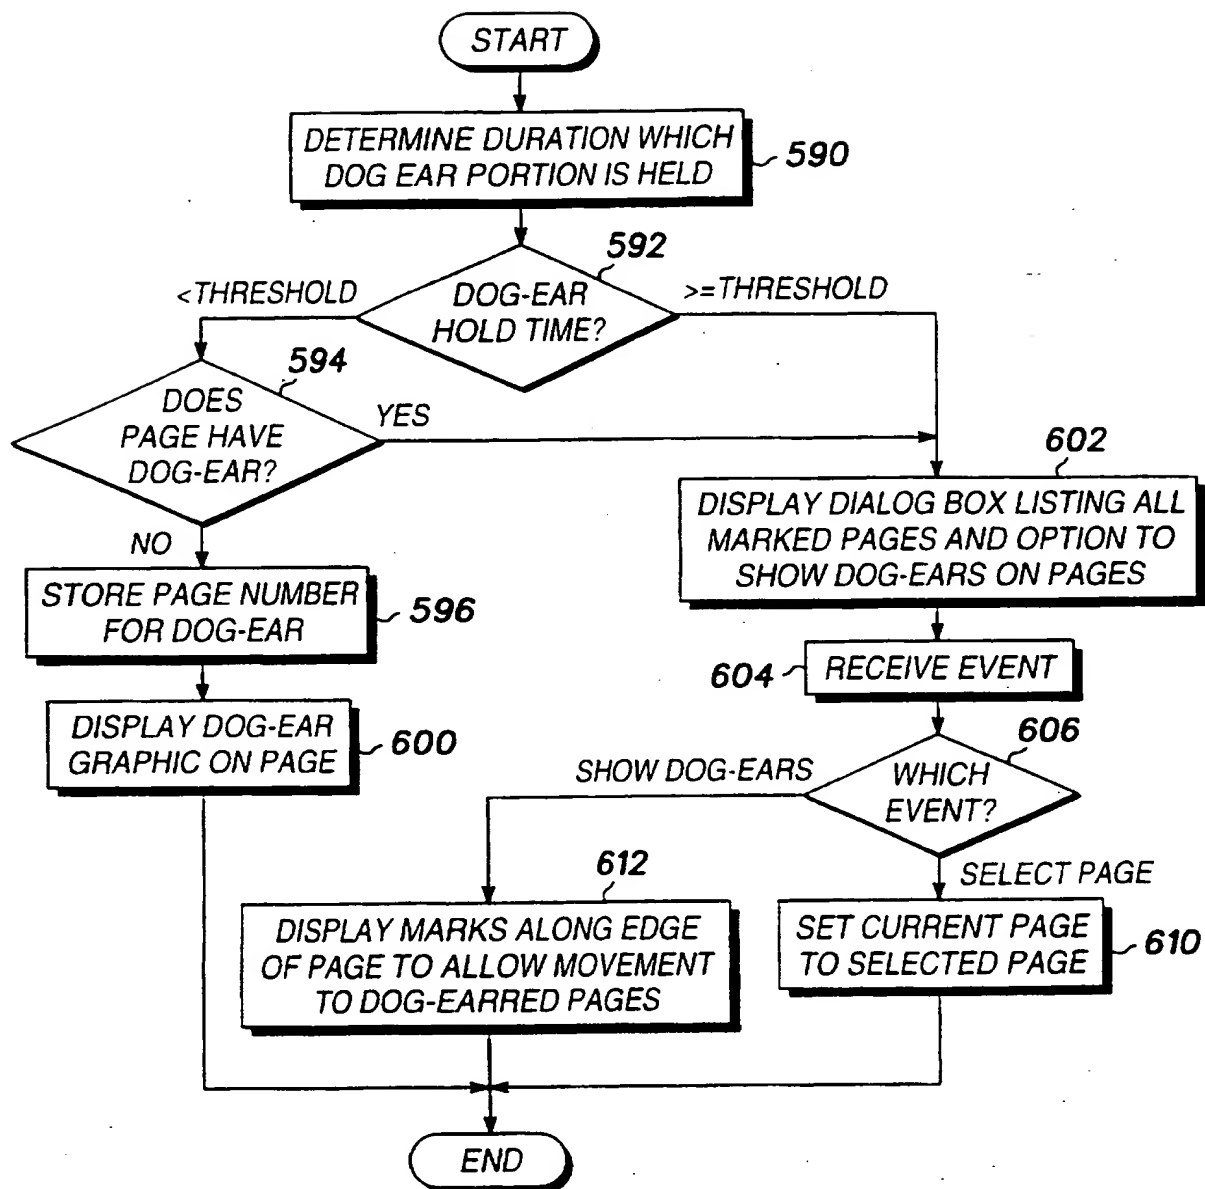 START
DETERMINE DURATION WHICH
DOG EAR PORTION IS HELD
590
592
<THRESHOLD
DOG-EAR
HOLD TIME?
>=THRESHOLD
594
DOES
PAGE HAVE
DOG-EAR?
YES
NO
602
DISPLAY DIALOG BOX LISTING ALL
MARKED PAGES AND OPTION TO
SHOW DOG-EARS ON PAGES
STORE PAGE NUMBER
FOR DOG-EAR
596
604
RECEIVE EVENT
DISPLAY DOG-EAR
GRAPHIC ON PAGE
600
606
SHOW DOG-EARS
WHICH
EVENT?
SELECT PAGE
612
DISPLAY MARKS ALONG EDGE
OF PAGE TO ALLOW MOVEMENT
TO DOG-EARRED PAGES
SET CURRENT PAGE
TO SELECTED PAGE
610
END